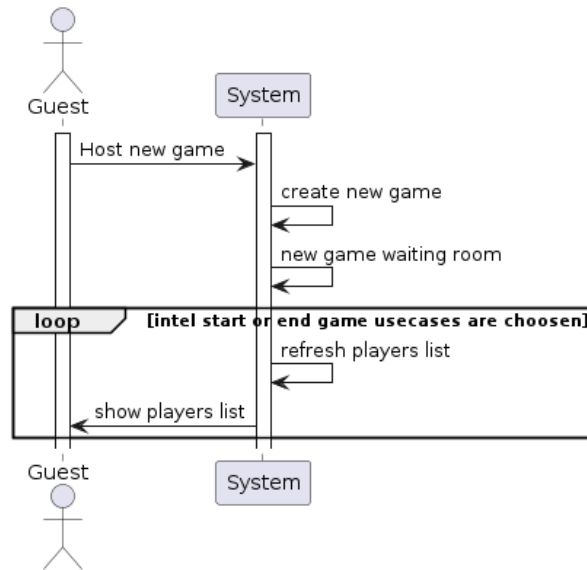 Guest
System
Host new game
create new game
new game waiting room
loop [intel start or end game usecases are choosen]
refresh players list
show players list
Guest
System